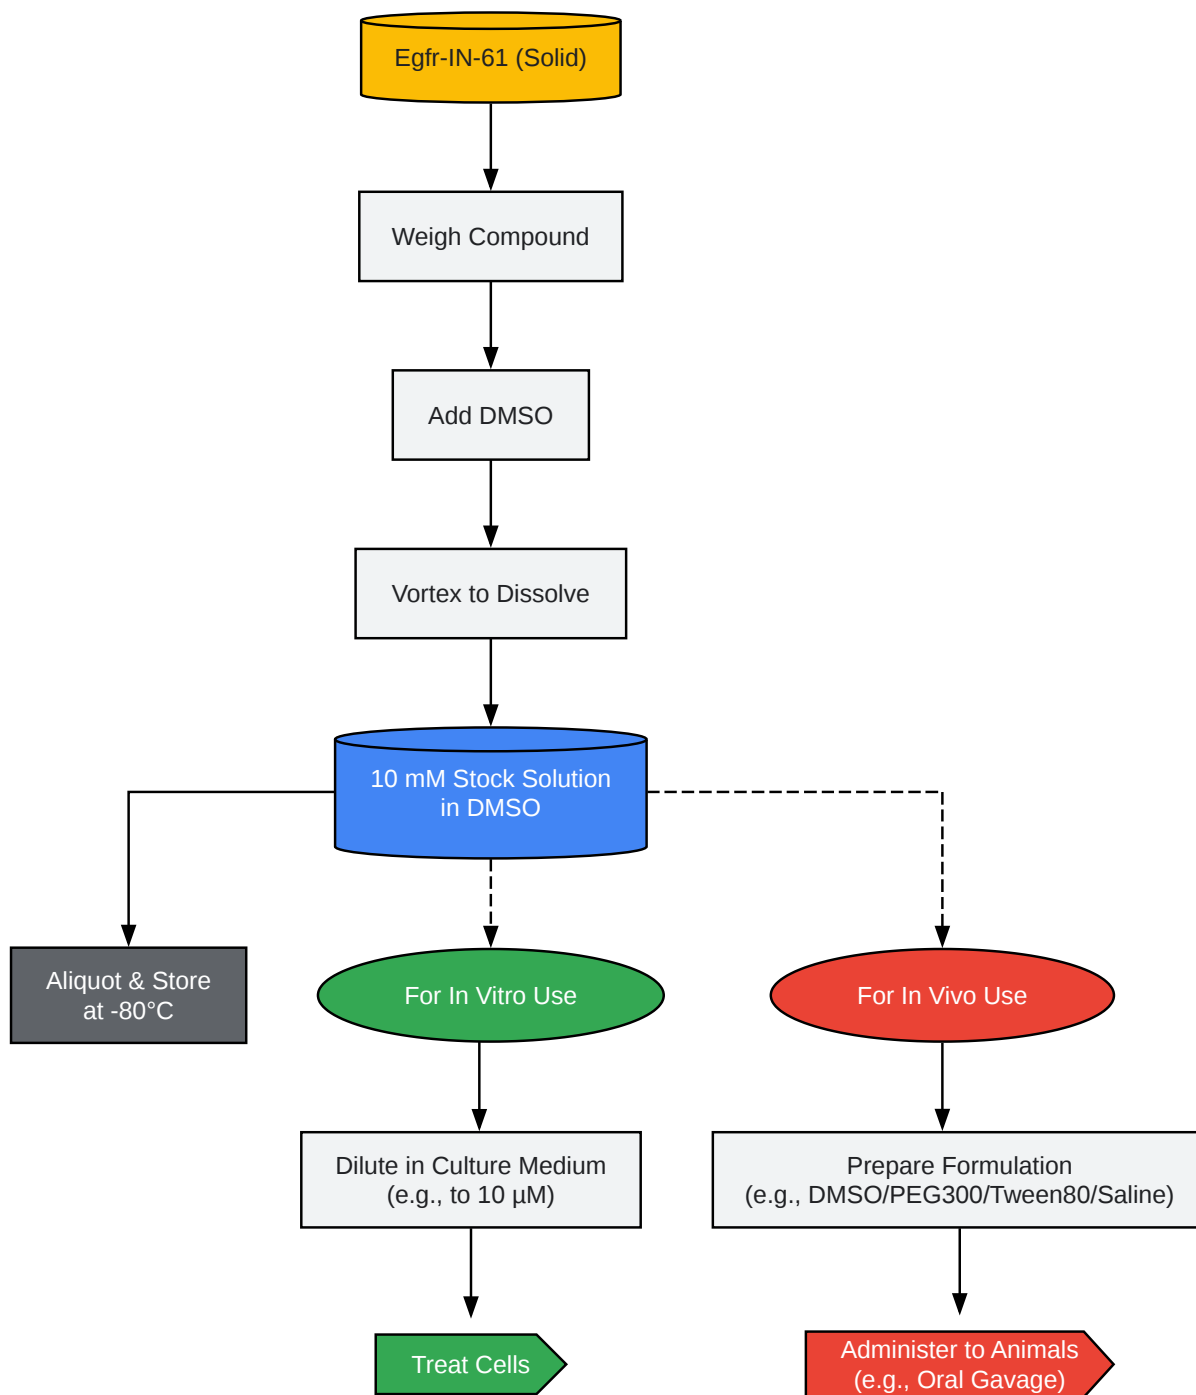 Egfr-IN-61 (Solid)
Weigh Compound
Add DMSO
Vortex to Dissolve
10 mM Stock Solution
in DMSO
Aliquot & Store
at -80°C
For In Vitro Use
For In Vivo Use
Dilute in Culture Medium
(e.g., to 10 µM)
Prepare Formulation
(e.g., DMSO/PEG300/Tween80/Saline)
Treat Cells
Administer to Animals
(e.g., Oral Gavage)